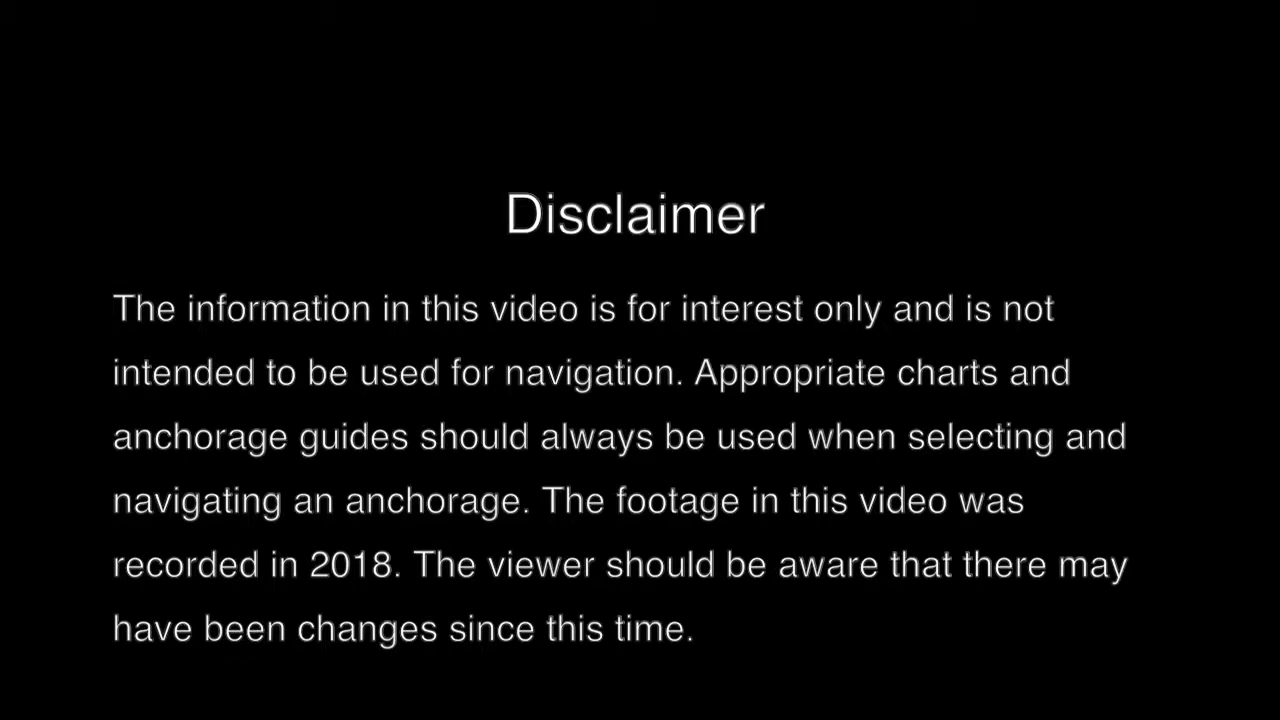 Disclaimer
The information in this video is for interest only and is not
intended to be used for navigation. Appropriate charts and
anchorage guides should always be used when selecting and
navigating an anchorage. The footage in this video was
recorded in 2018. The viewer should be aware that there may
have been changes since this time.